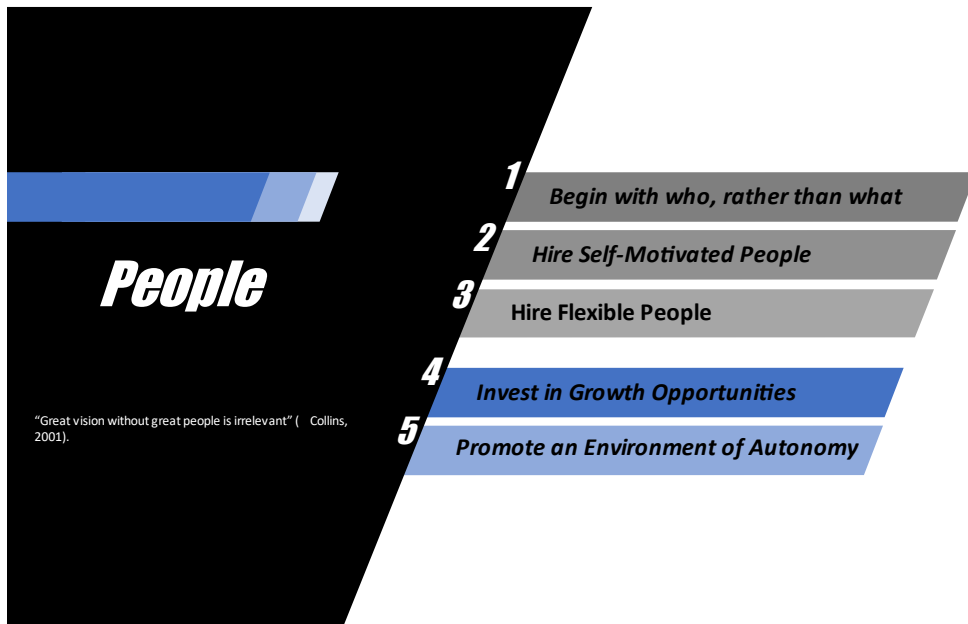 People
“Great vision without great people is irrelevant” ( Collins,
2001).
1
Begin with who, rather than what
2
Hire Self-Motivated People
3
Hire Flexible People
4
Invest in Growth Opportunities
5
Promote an Environment of Autonomy